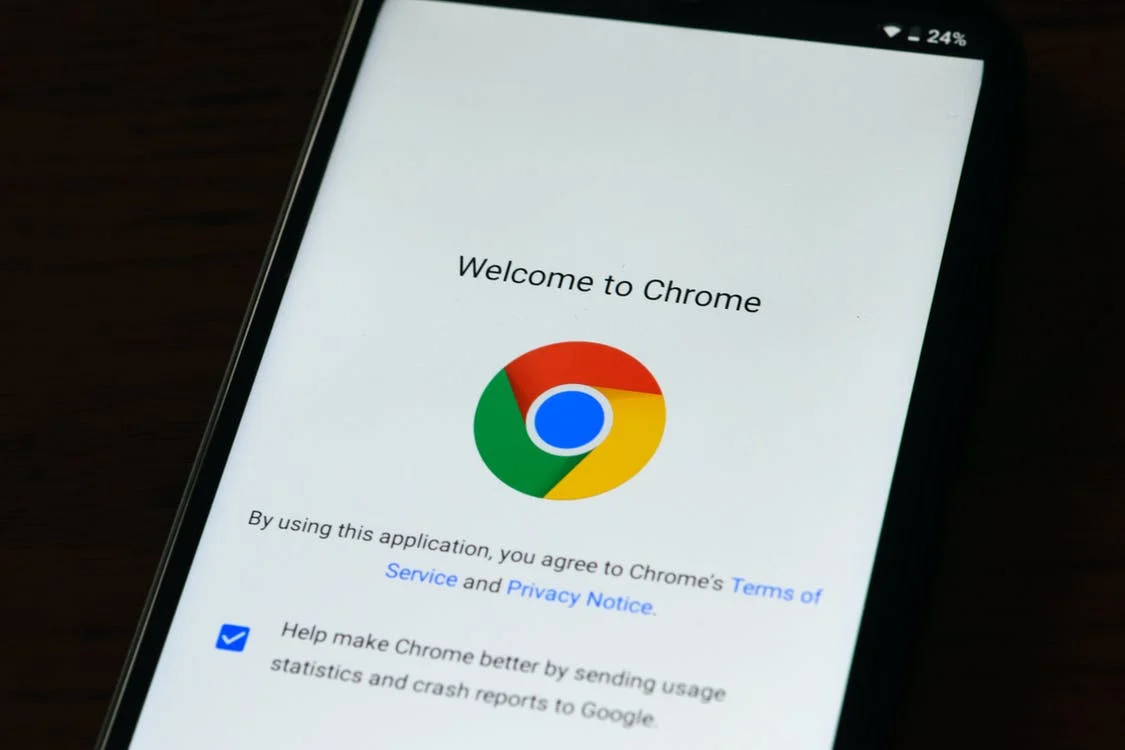 24%
Welcome to Chrome
By using this application, you agree to Chrome's Terms of
Service and Privacy Notice.
Help make Chrome better by sending usage
statistics and crash reports to Google.